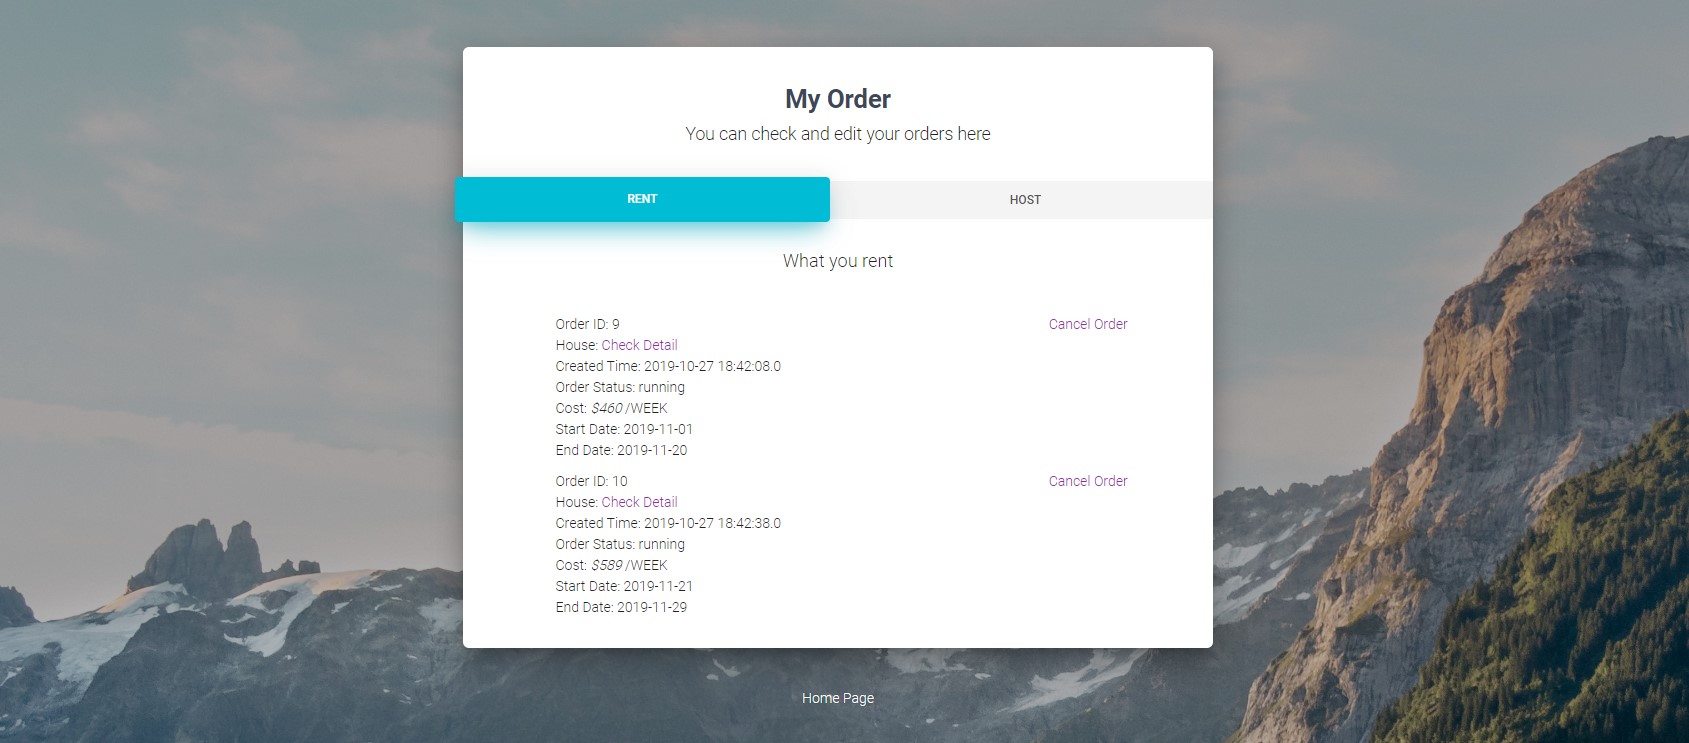 My Order
You can check and edit your orders here
RENT
HOST
What you rent
Order ID: 9
Cancel Order
House: Check Detail
Created Time: 2019-10-27 18:42:08.0
Order Status: running
Cost: $460 /WEEK
Start Date: 2019-11-01
End Date: 2019-11-20
Order ID: 10
Cancel Order
House: Check Detail
Created Time: 2019-10-27 18:42:38.0
Order Status: running
Cost: $589 /WEEK
Start Date: 2019-11-21
End Date: 2019-11-29
Home Page